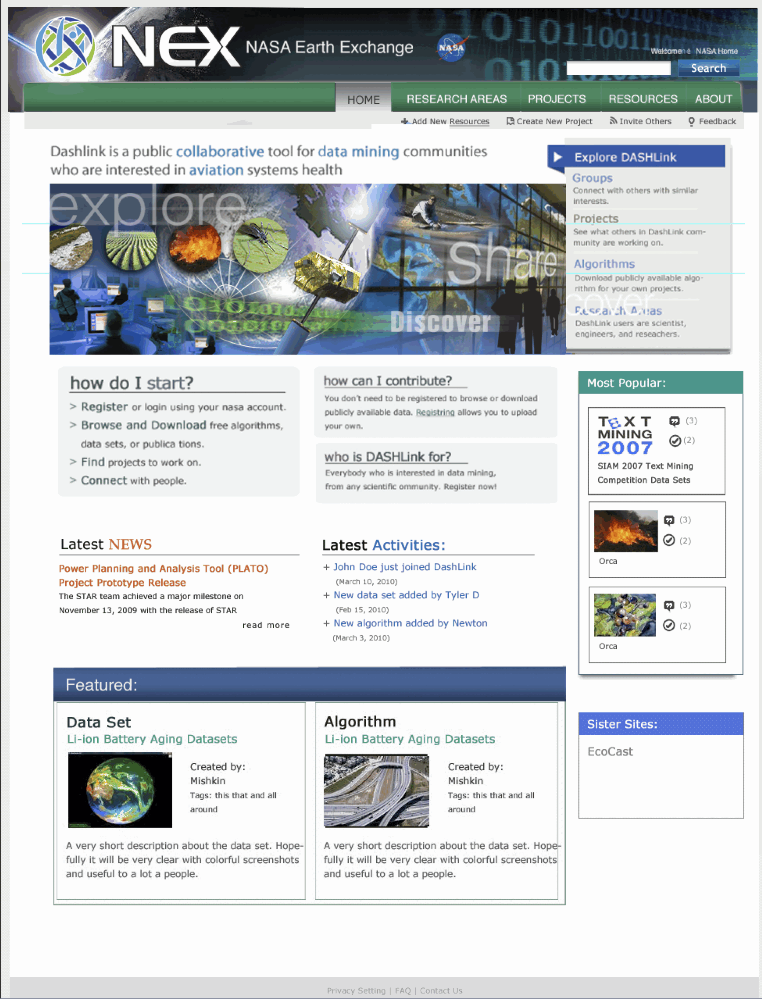 NEX NASA Earth Exchange
NASA
NASA Home
Search
HOME RESEARCH AREAS PROJECTS RESOURCES ABOUT
Add New Resources Create New Project Invite Others Feedback
Dashlink is a public collaborative tool for data mining communities
who are interested in aviation systems health
explore
Share
Discover
Explore DASHLink
Groups
Connect with others with similar
interests.
Projects
See what others in DashLink com-
munity are working on.
Algorithms
Download publicly available algo-
rithm for your own projects.
cover
Research Areas
DashLink users are scientist,
engineers, and reseachers.
how do I start?
> Register or login using your nasa account.
> Browse and Download free algorithms,
data sets, or publica tions.
> Find projects to work on.
> Connect with people.
how can I contribute?
You don't need to be registered to browse or download
publicly available data. Registring allows you to upload
your own.
who is DASHLink for?
Everybody who is interested in data mining,
from any scientific ommunity. Register now!
Most Popular:
TEXT
MINING
2007
(3)
(2)
SIAM 2007 Text Mining
Competition Data Sets
(3)
(2)
Orca
(3)
(2)
Orca
Latest NEWS
Power Planning and Analysis Tool (PLATO)
Project Prototype Release
The STAR team achieved a major milestone on
November 13, 2009 with the release of STAR
read more
Latest Activities:
+ John Doe just joined DashLink
(March 10, 2010)
+ New data set added by Tyler D
(Feb 15, 2010)
+ New algorithm added by Newton
(March 3, 2010)
Featured:
Data Set
Li-ion Battery Aging Datasets
Created by:
Mishkin
Tags: this that and all
around
A very short description about the data set. Hope-
fully it will be very clear with colorful screenshots
and useful to a lot a people.
Algorithm
Li-ion Battery Aging Datasets
Created by:
Mishkin
Tags: this that and all
around
A very short description about the data set. Hope-
fully it will be very clear with colorful screenshots
and useful to a lot a people.
Sister Sites:
EcoCast
Privacy Setting | FAQ | Contact Us